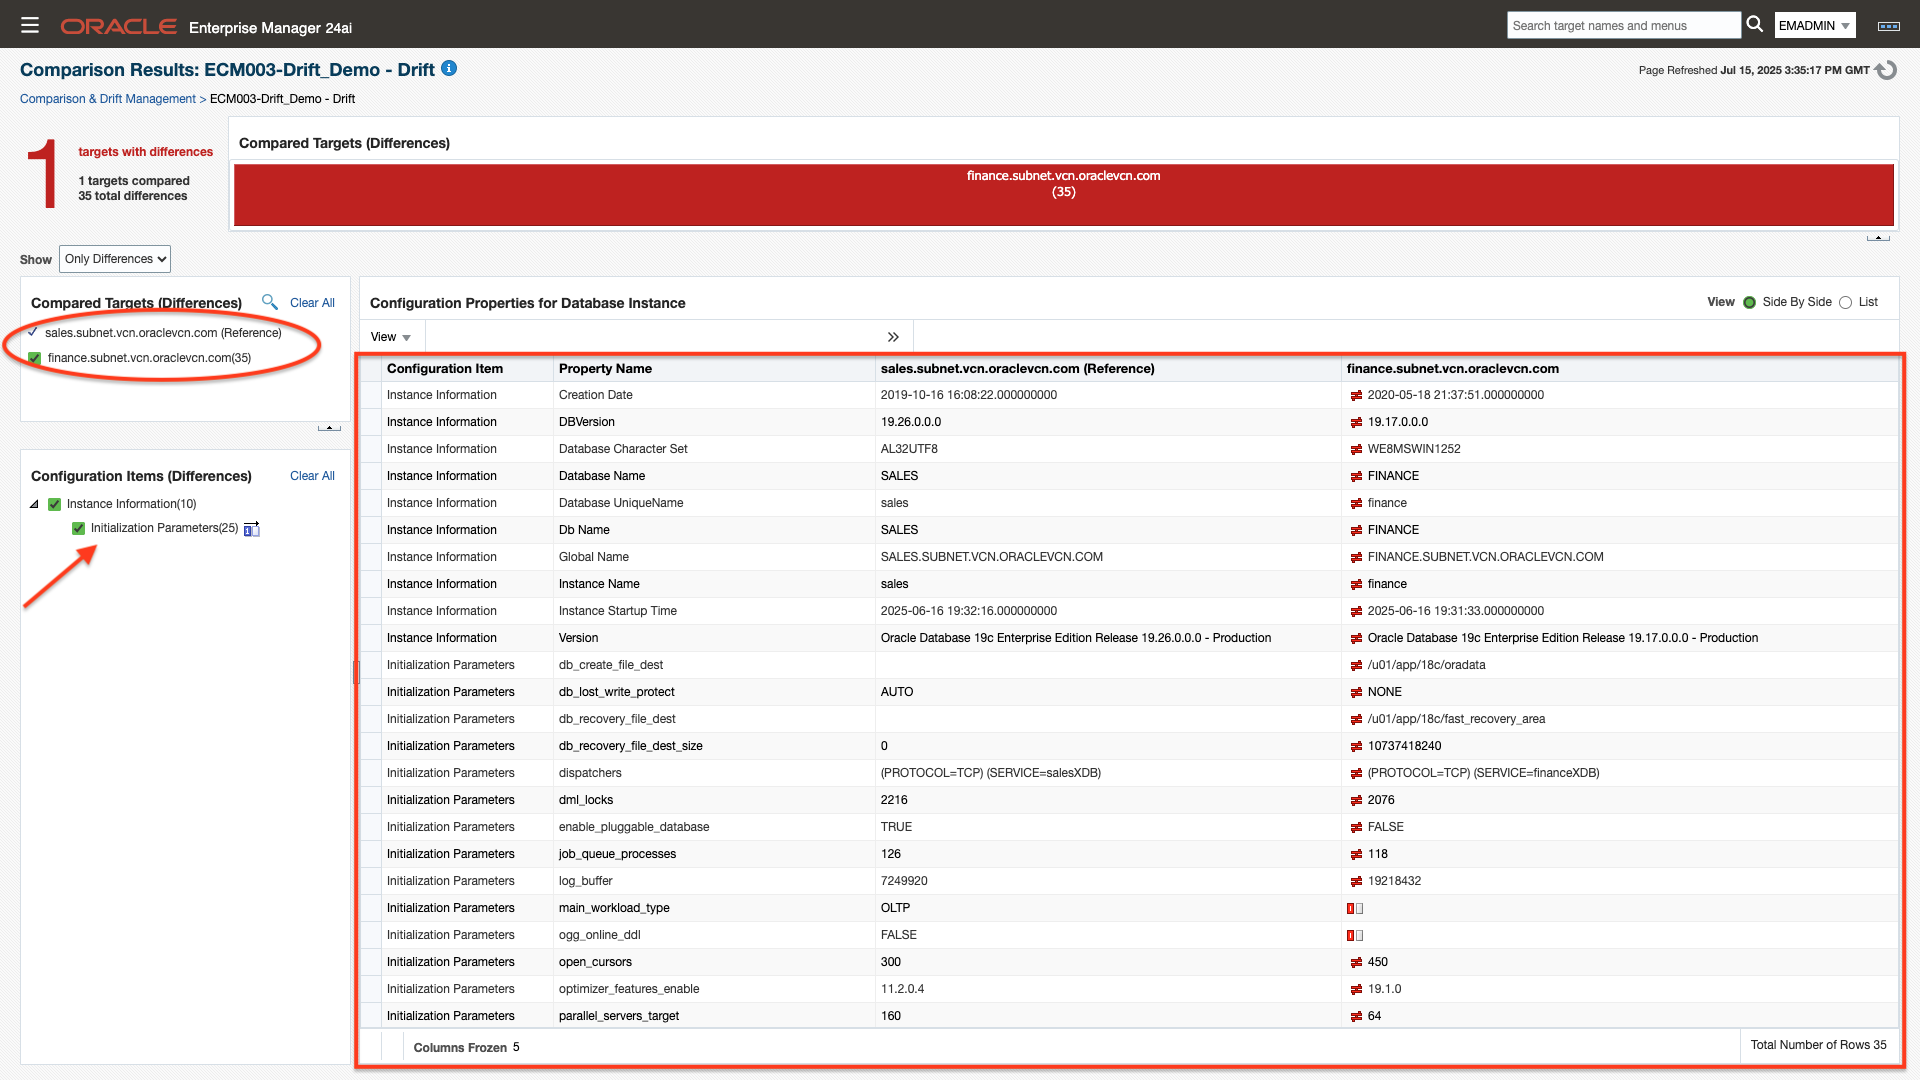 ORACLE Enterprise Manager 24ai
Search target names and menus
EMADMIN
Comparison Results: ECM003-Drift_Demo - Drift
Page Refreshed Jul 15, 2025 3:35:17 PM GMT
Comparison & Drift Management > ECM003-Drift_Demo - Drift
1
targets with differences
1 targets compared
35 total differences
Compared Targets (Differences)
finance.subnet.vcn.oraclevcn.com
(35)
Show Only Differences
Compared Targets (Differences) Clear All
sales.subnet.vcn.oraclevcn.com (Reference)
finance.subnet.vcn.oraclevcn.com(35)
Configuration Items (Differences) Clear All
Instance Information(10)
Initialization Parameters(25)
Configuration Properties for Database Instance
View Side By Side List
View
Configuration Item Property Name sales.subnet.vcn.oraclevcn.com (Reference) finance.subnet.vcn.oraclevcn.com
Instance Information Creation Date 2019-10-16 16:08:22.000000000 2020-05-18 21:37:51.000000000
Instance Information DBVersion 19.26.0.0.0 19.17.0.0.0
Instance Information Database Character Set AL32UTF8 WE8MSWIN1252
Instance Information Database Name SALES FINANCE
Instance Information Database UniqueName sales finance
Instance Information Db Name SALES FINANCE
Instance Information Global Name SALES.SUBNET.VCN.ORACLEVCN.COM FINANCE.SUBNET.VCN.ORACLEVCN.COM
Instance Information Instance Name sales finance
Instance Information Instance Startup Time 2025-06-16 19:32:16.000000000 2025-06-16 19:31:33.000000000
Instance Information Version Oracle Database 19c Enterprise Edition Release 19.26.0.0.0 - Production Oracle Database 19c Enterprise Edition Release 19.17.0.0.0 - Production
Initialization Parameters db_create_file_dest /u01/app/18c/oradata
Initialization Parameters db_lost_write_protect AUTO NONE
Initialization Parameters db_recovery_file_dest /u01/app/18c/fast_recovery_area
Initialization Parameters db_recovery_file_dest_size 0 10737418240
Initialization Parameters dispatchers (PROTOCOL=TCP) (SERVICE=salesXDB) (PROTOCOL=TCP) (SERVICE=financeXDB)
Initialization Parameters dml_locks 2216 2076
Initialization Parameters enable_pluggable_database TRUE FALSE
Initialization Parameters job_queue_processes 126 118
Initialization Parameters log_buffer 7249920 19218432
Initialization Parameters main_workload_type OLTP
Initialization Parameters ogg_online_ddl FALSE
Initialization Parameters open_cursors 300 450
Initialization Parameters optimizer_features_enable 11.2.0.4 19.1.0
Initialization Parameters parallel_servers_target 160 64
Columns Frozen 5
Total Number of Rows 35